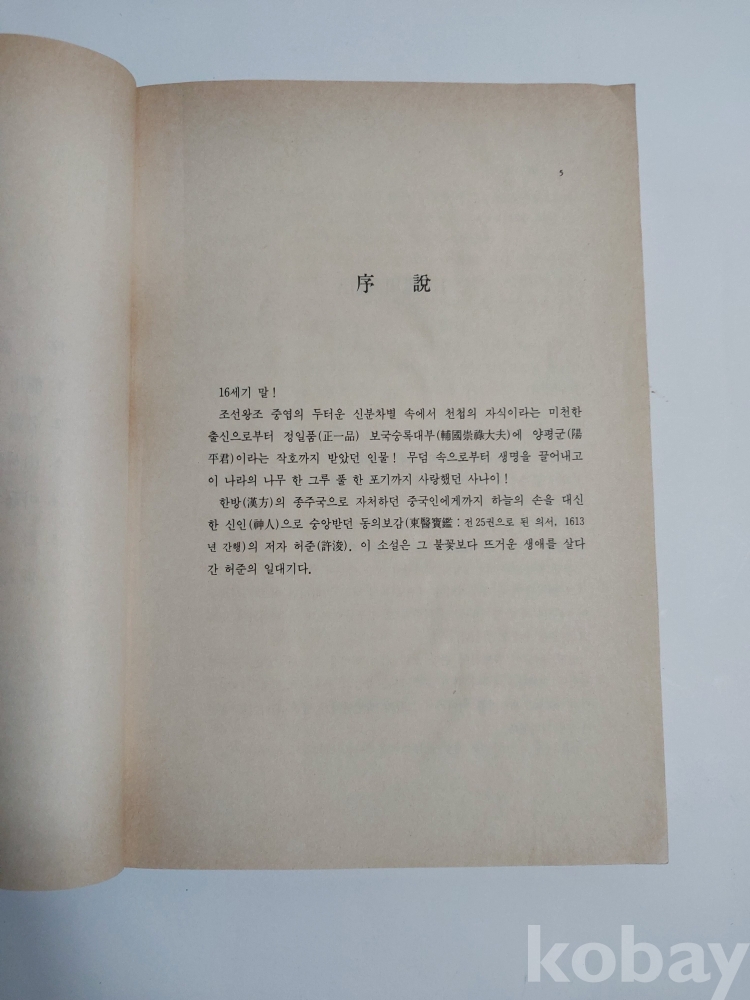 5
序 說
16세기 말!
조선왕조 중엽의 두터운 신분차별 속에서 천첩의 자식이라는 미천한
출신으로부터 정일품(正一品) 보국숭록대부(輔國崇祿大夫)에 양평군(陽
平君)이라는 작호까지 받았던 인물! 무덤 속으로부터 생명을 끌어내고
이 나라의 나무 한 그루 풀 한 포기까지 사랑했던 사나이!
한방(漢方)의 종주국으로 자처하던 중국인에게까지 하늘의 손을 대신
한 신인(神人)으로 숭앙받던 동의보감(東醫寶鑑: 전 25권으로 된 의서, 1613
년 간행)의 저자 허준(許浚). 이 소설은 그 불꽃보다 뜨거운 생애를 살다
간 허준의 일대기다.
kobay